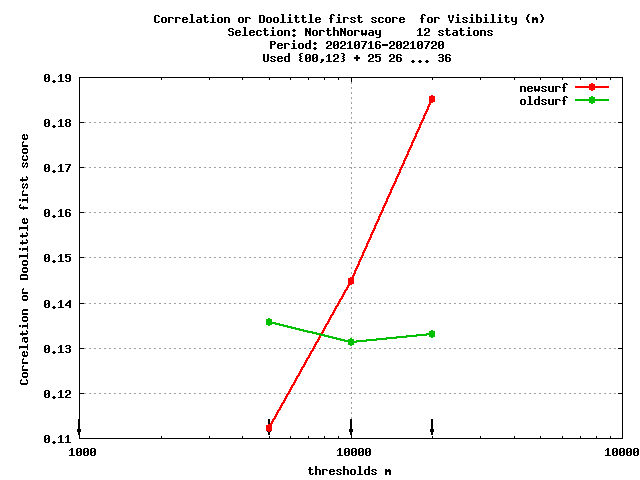 Correlation or Doolittle first score  for Visibility (m)
Selection: NorthNorway     12 stations
Period: 20210716-20210720
Used {00,12} + 25 26 ... 36
newsurf
oldsurf
0.19
0.18
0.17
0.16
0.15
0.14
0.13
0.12
0.11
Correlation or Doolittle first score
1000
10000
10000
thresholds m